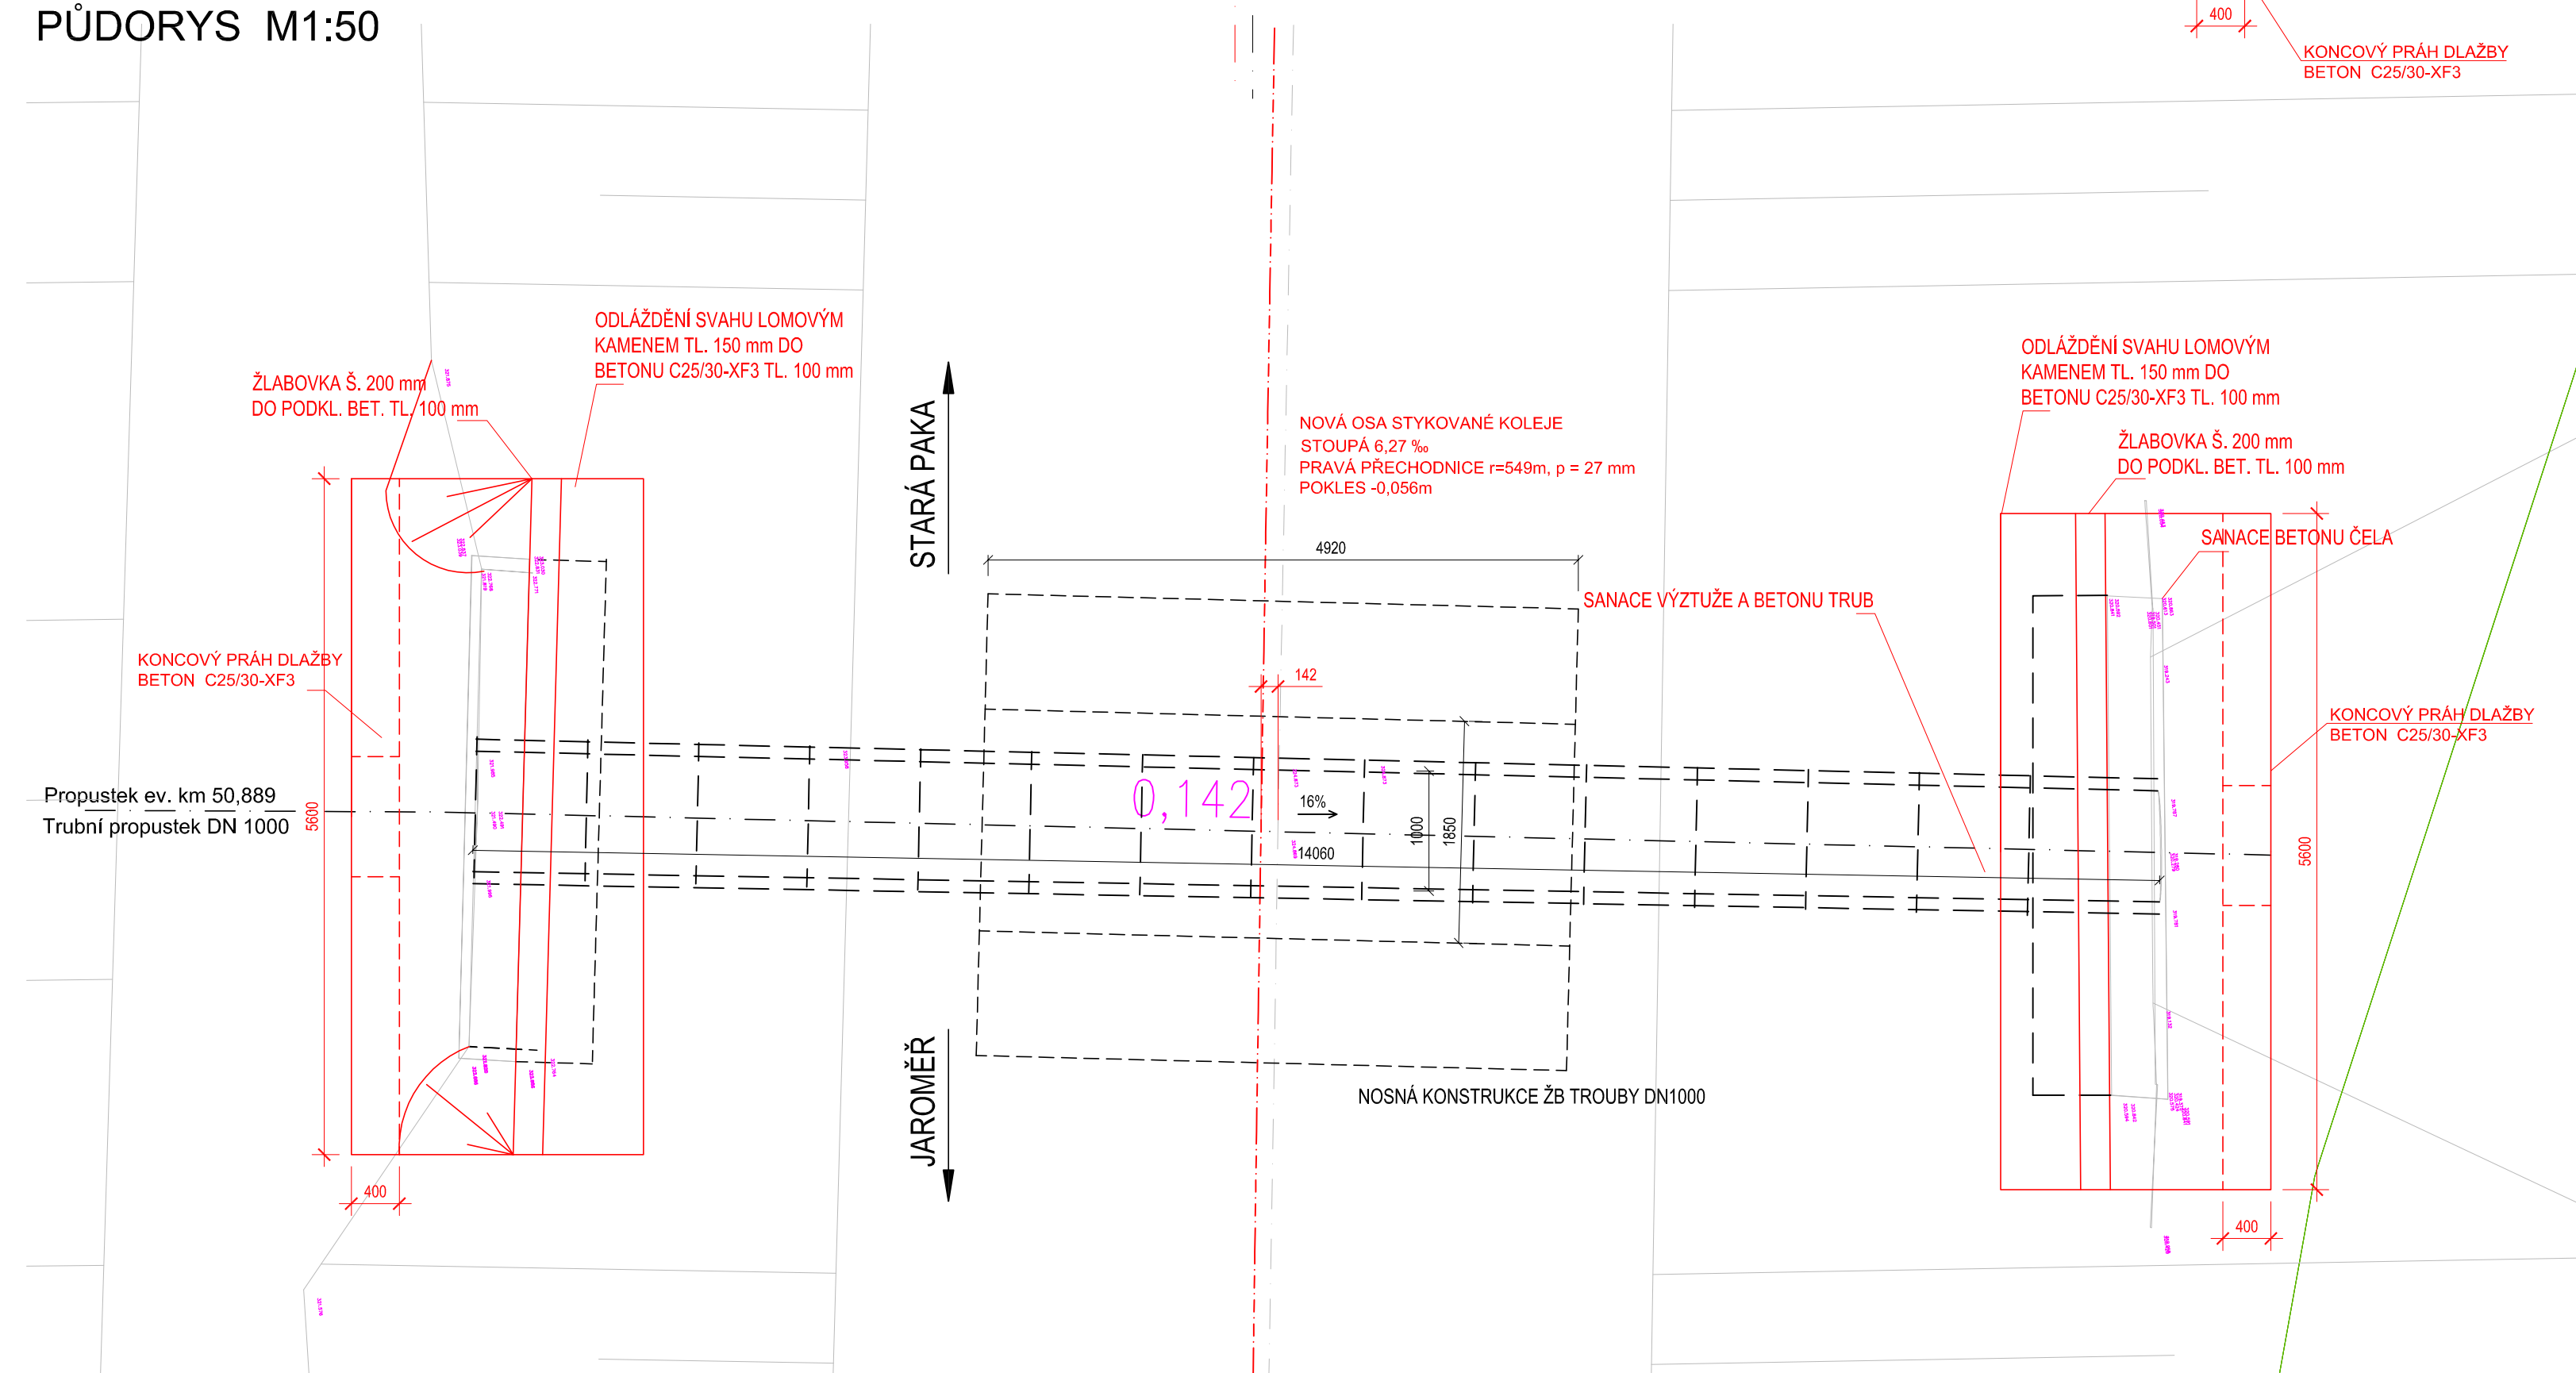 PŮDORYS M1:50
400
KONCOVÝ PRÁH DLAŽBY
BETON C25/30-XF3
ODLÁŽDĚNÍ SVAHU LOMOVÝM
KAMENEM TL. 150 mm DO
BETONU C25/30-XF3 TL. 100 mm
ŽLABOVKA Š. 200 mm
DO PODKL. BET. TL. 100 mm
STARÁ PAKA
NOVÁ OSA STYKOVANÉ KOLEJE
STOUPÁ 6,27 ‰
PRAVÁ PŘECHODNICE r=549m, p = 27 mm
POKLES -0,056m
ODLÁŽDĚNÍ SVAHU LOMOVÝM
KAMENEM TL. 150 mm DO
BETONU C25/30-XF3 TL. 100 mm
ŽLABOVKA Š. 200 mm
DO PODKL. BET. TL. 100 mm
SANACE BETONU ČELA
4920
SANACE VÝZTUŽE A BETONU TRUB
KONCOVÝ PRÁH DLAŽBY
BETON C25/30-XF3
142
KONCOVÝ PRÁH DLAŽBY
BETON C25/30-XF3
Propustek ev. km 50,889
Trubní propustek DN 1000
5600
0,142
16%
14060
1000
1850
5600
JAROMĚŘ
NOSNÁ KONSTRUKCE ŽB TROUBY DN1000
400
400